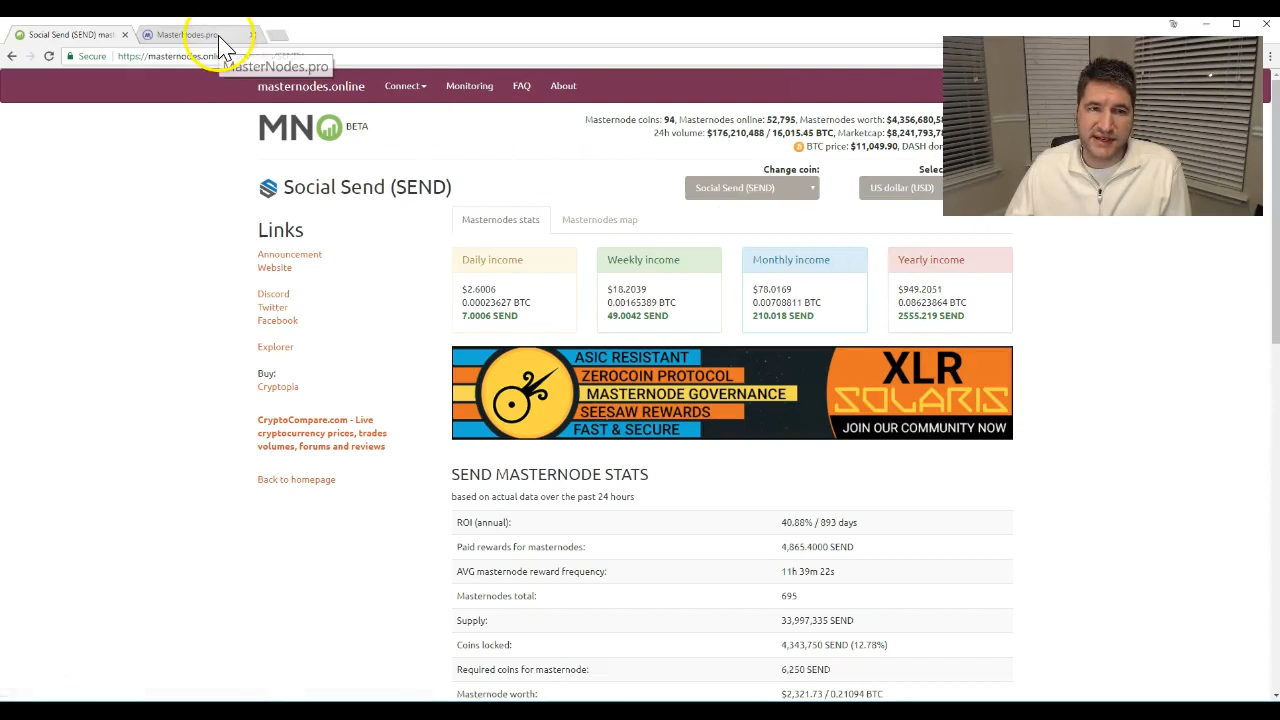 Social Send (SEND) mast
MasterNodes.pro
Secure
https://masternodes.onli
MasterNodes.pro
masternodes.online
Connect
Monitoring
FAQ
About
MNO BETA
Masternode coins: 94, Masternodes online: 52,795, Masternodes worth: $4,356,680,58
24h volume: $176,210,488 / 16,015.45 BTC, Marketcap: $8,241,793,78
BTC price: $11,049.90, DASH don
Change coin:
Selec
Social Send (SEND)
Social Send (SEND)
US dollar (USD)
Links
Masternodes stats
Masternodes map
Announcement
Website
Discord
Twitter
Facebook
Explorer
Buy:
Cryptopia
CryptoCompare.com - Live
cryptocurrency prices, trades
volumes, forums and reviews
Back to homepage
Daily income
$2.6006
0.00023627 BTC
7.0006 SEND
Weekly income
$18.2039
0.00165389 BTC
49.0042 SEND
Monthly income
$78.0169
0.00708811 BTC
210.018 SEND
Yearly income
$949.2051
0.08623864 BTC
2555.219 SEND
ASIC RESISTANT
ZEROCOIN PROTOCOL
MASTERNODE GOVERNANCE
SEESAW REWARDS
FAST & SECURE
XLR
SOLARIS
JOIN OUR COMMUNITY NOW
SEND MASTERNODE STATS
based on actual data over the past 24 hours
ROI (annual): 40.88% / 893 days
Paid rewards for masternodes: 4,865.4000 SEND
AVG masternode reward frequency: 11h 39m 22s
Masternodes total: 695
Supply: 33,997,335 SEND
Coins locked: 4,343,750 SEND (12.78%)
Required coins for masternode: 6,250 SEND
Masternode worth: $2,321.73 / 0.21094 BTC